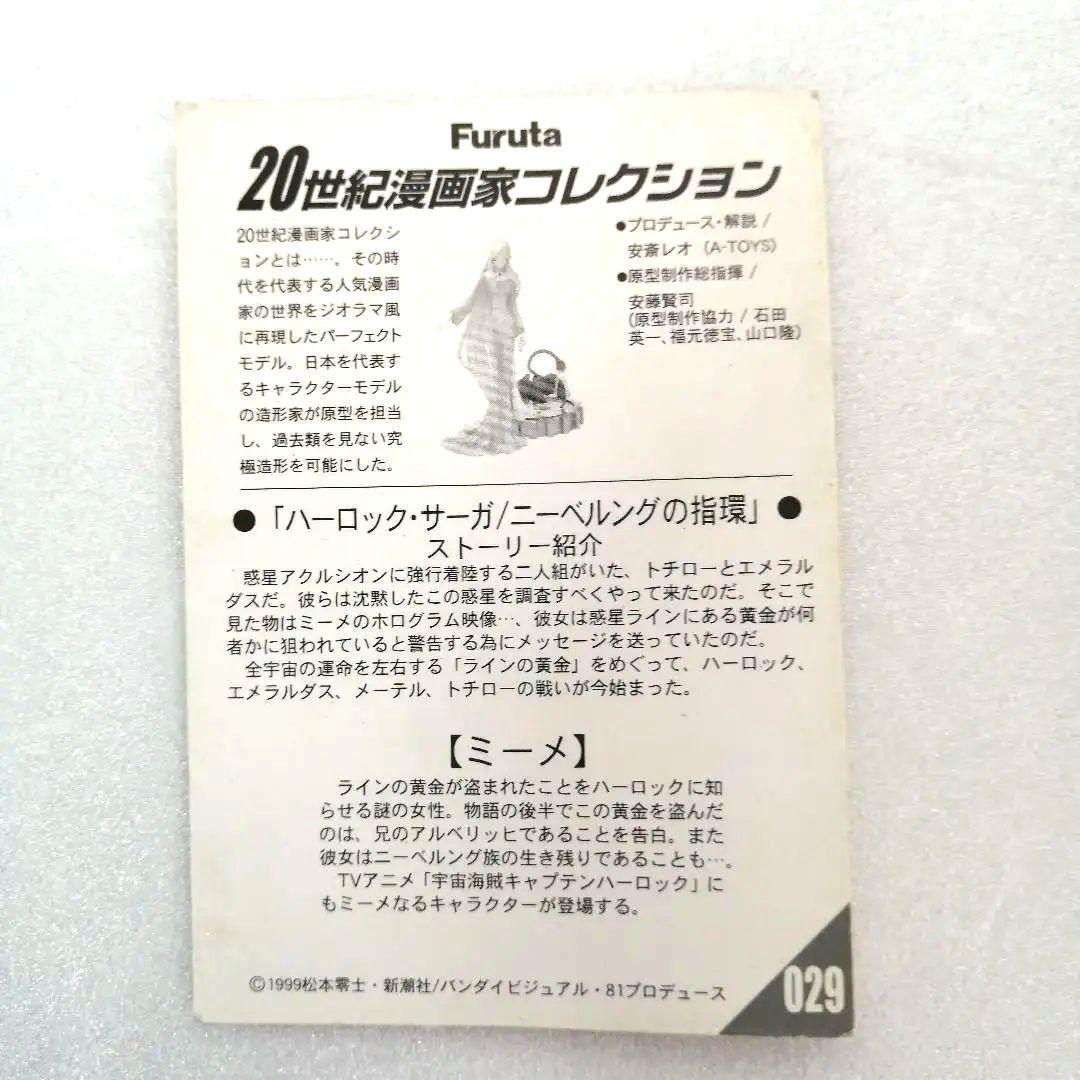 Furuta
20世紀漫画家コレクション
20世紀漫画家コレクシ
ョンとは……。その時
代を代表する人気漫画
家の世界をジオラマ風
に再現したパーフェクト
モデル。日本を代表す
るキャラクターモデル
の造形家が原型を担当
し、過去類を見ない究
極造形を可能にした。
●プロデュース・解説 /
安斎レオ（A-TOYS）
●原型制作総指揮 /
安藤賢司
(原型制作協力 / 石田
英一、福元徳宝、山口隆)
●「ハーロック・サーガ/ニーベルングの指環」●
ストーリー紹介
惑星アクルシオンに強行着陸する二人組がいた、トチローとエメラル
ダスだ。彼らは沈黙したこの惑星を調査すべくやって来たのだ。そこで
見た物はミーメのホログラム映像…、彼女は惑星ラインにある黄金が何
者かに狙われていると警告する為にメッセージを送っていたのだ。
全宇宙の運命を左右する「ラインの黄金」をめぐって、ハーロック、
エメラルダス、メーテル、トチローの戦いが今始まった。
【ミーメ】
ラインの黄金が盗まれたことをハーロックに知
らせる謎の女性。物語の後半でこの黄金を盗んだ
のは、兄のアルベリッヒであることを告白。また
彼女はニーベルング族の生き残りであることも…。
TVアニメ「宇宙海賊キャプテンハーロック」に
もミーメなるキャラクターが登場する。
©1999松本零士・新潮社/バンダイビジュアル・81プロデュース
029